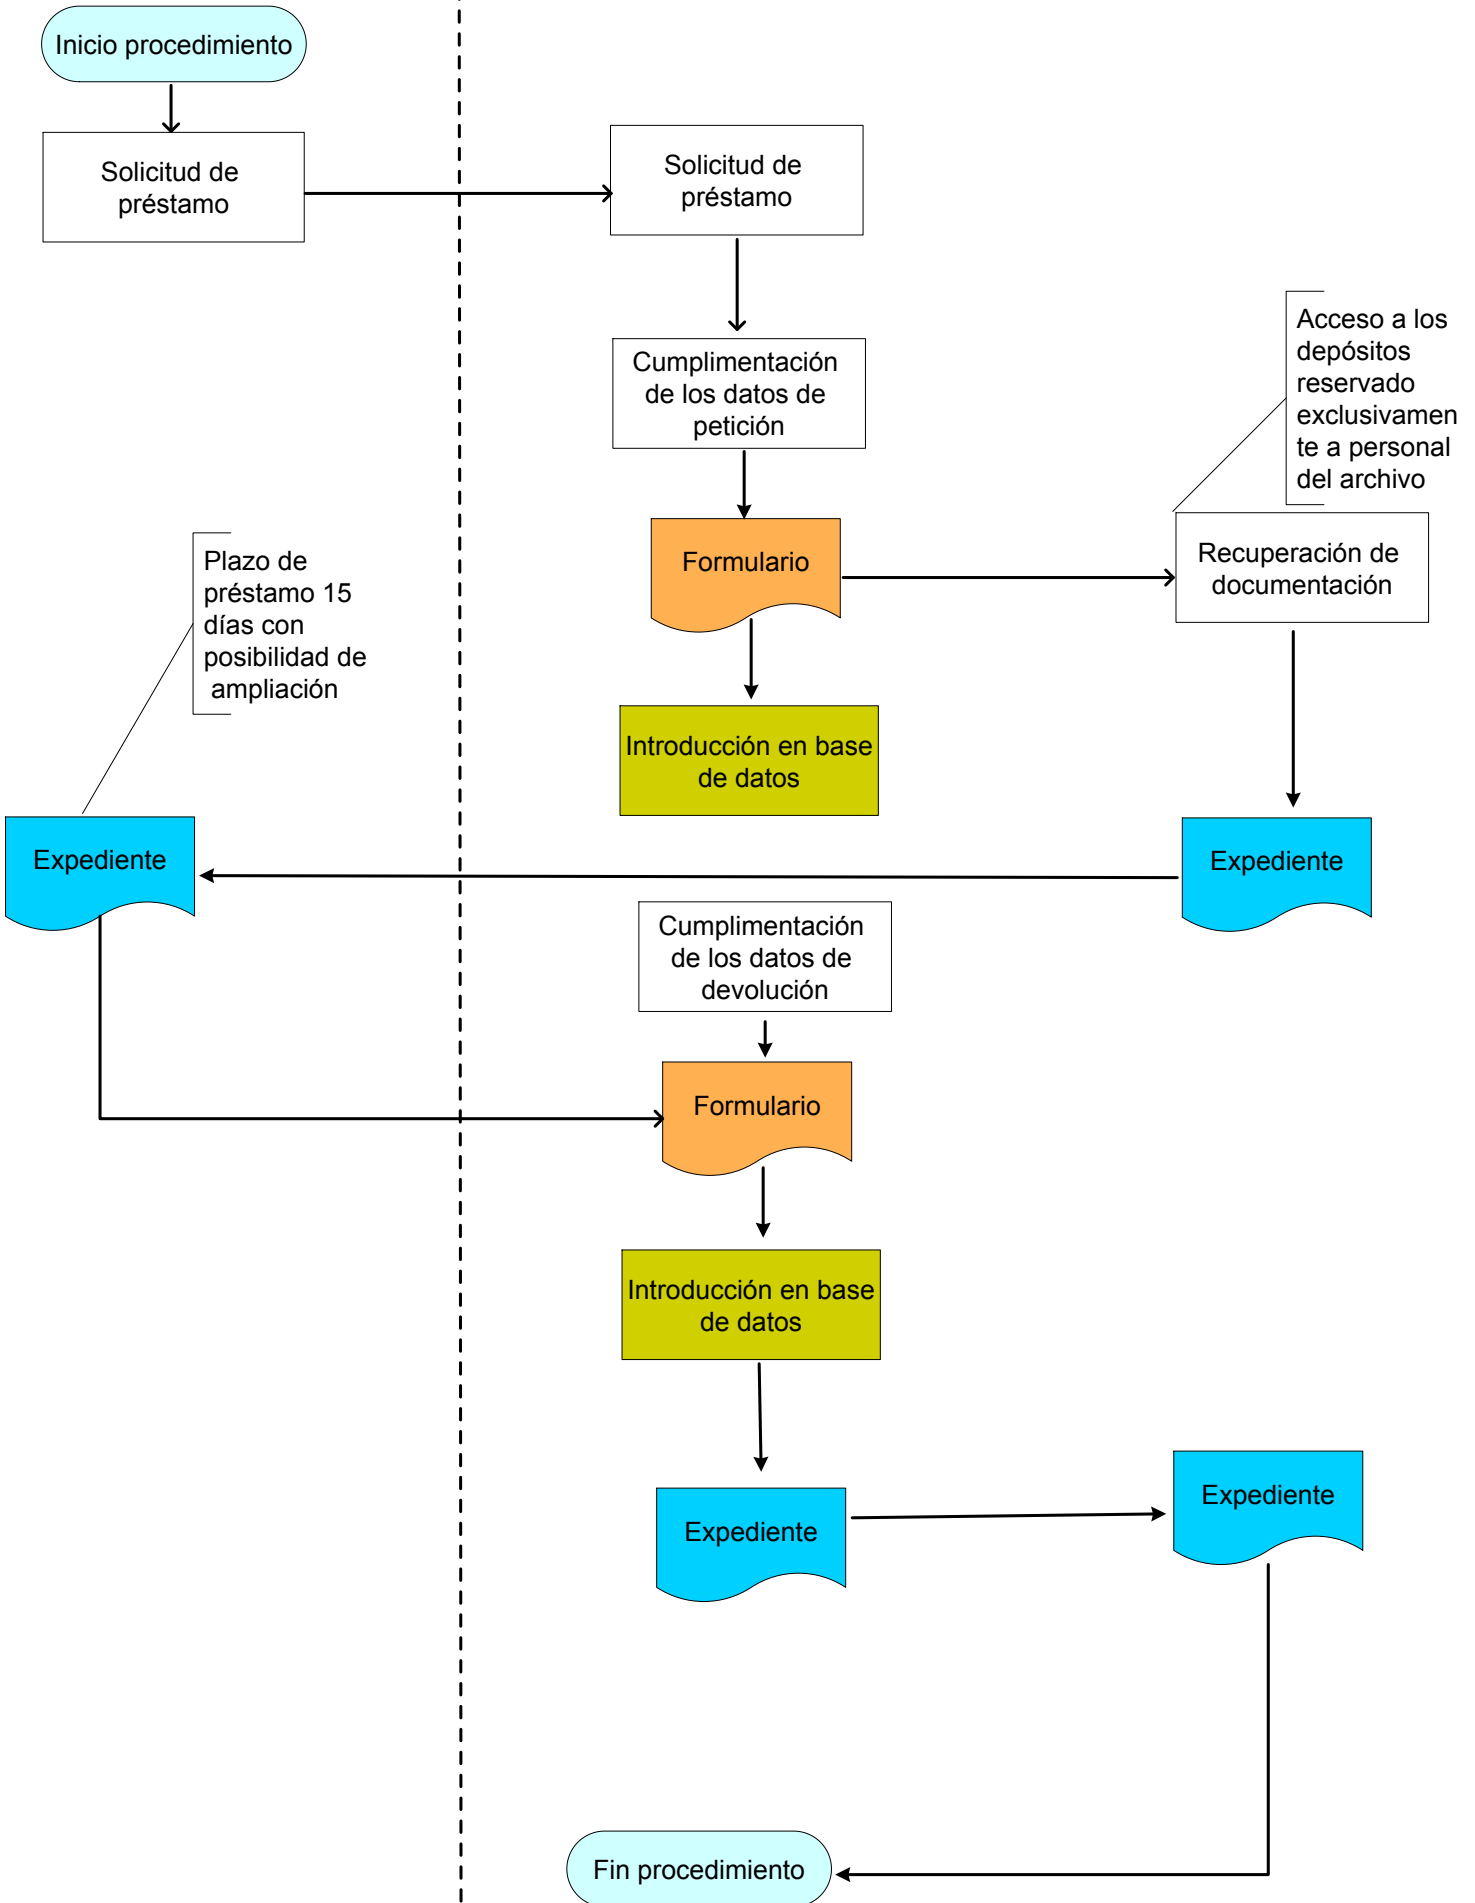 Inicio procedimiento
Solicitud de
préstamo
Solicitud de
préstamo
Cumplimentación
de los datos de
petición
Acceso a los
depósitos
reservado
exclusivamen
te a personal
del archivo
Formulario
Recuperación de
documentación
Plazo de
préstamo 15
días con
posibilidad de
ampliación
Introducción en base
de datos
Expediente
Expediente
Cumplimentación
de los datos de
devolución
Formulario
Introducción en base
de datos
Expediente
Expediente
Fin procedimiento